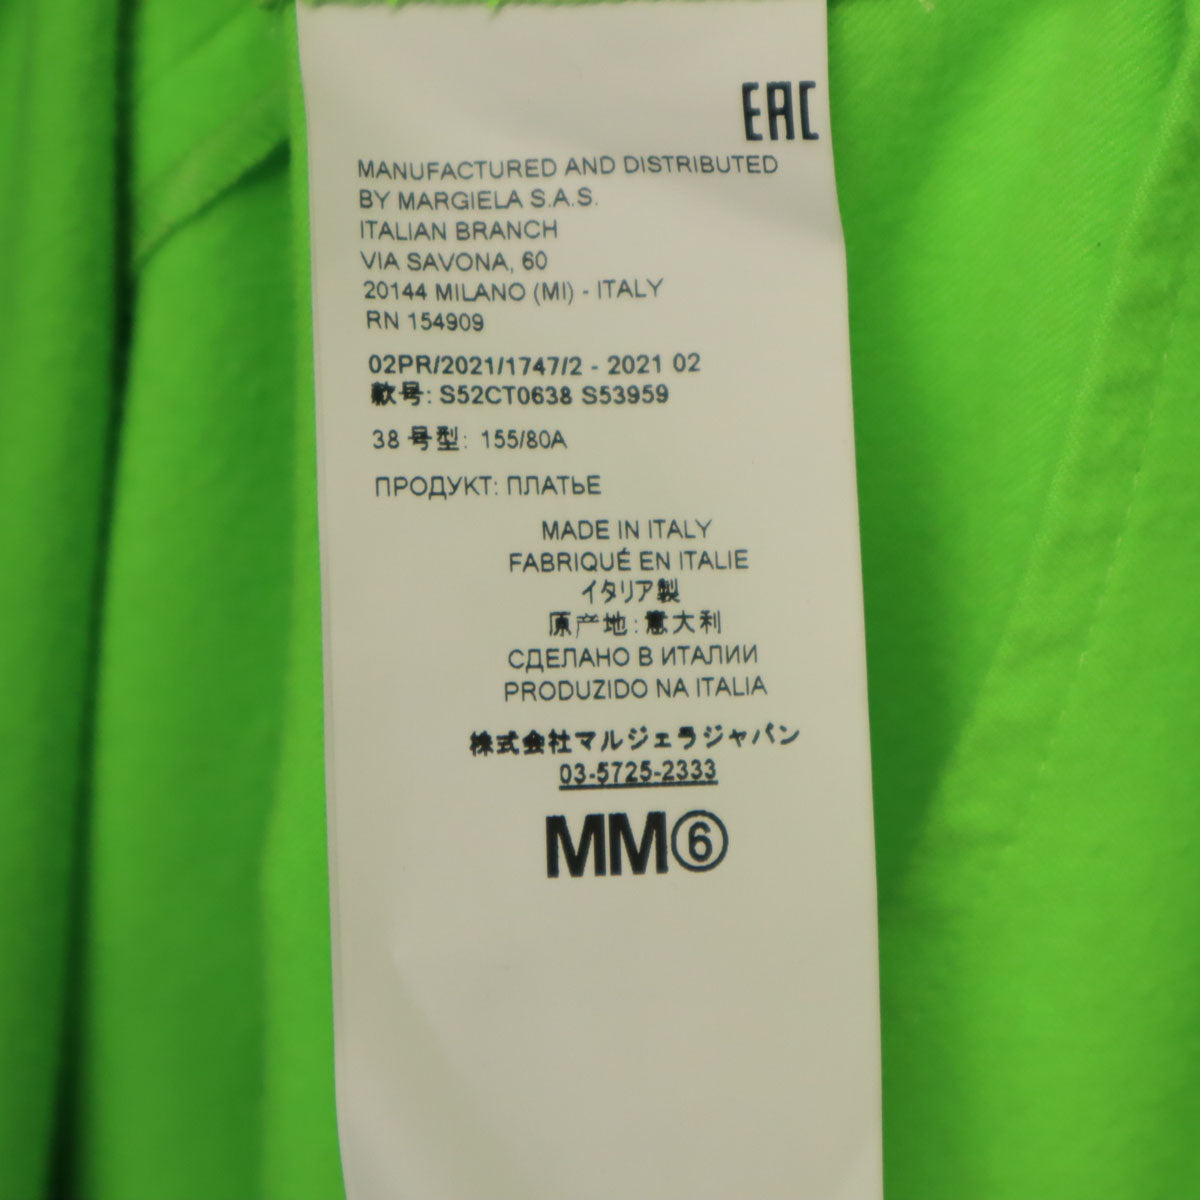 EAC
MANUFACTURED AND DISTRIBUTED
BY MARGIELA S.A.S.
ITALIAN BRANCH
VIA SAVONA, 60
20144 MILANO (MI) - ITALY
RN 154909
02PR/2021/1747/2 - 2021 02
款号: S52CT0638 S53959
38 号型: 155/80A
ПРОДУКТ: ПЛАТЬЕ
MADE IN ITALY
FABRIQUÉ EN ITALIE
イタリア製
原产地: 意大利
СДЕЛАНО В ИТАЛИИ
PRODUZIDO NA ITALIA
株式会社マルジェラジャパン
03-5725-2333
MM⑥